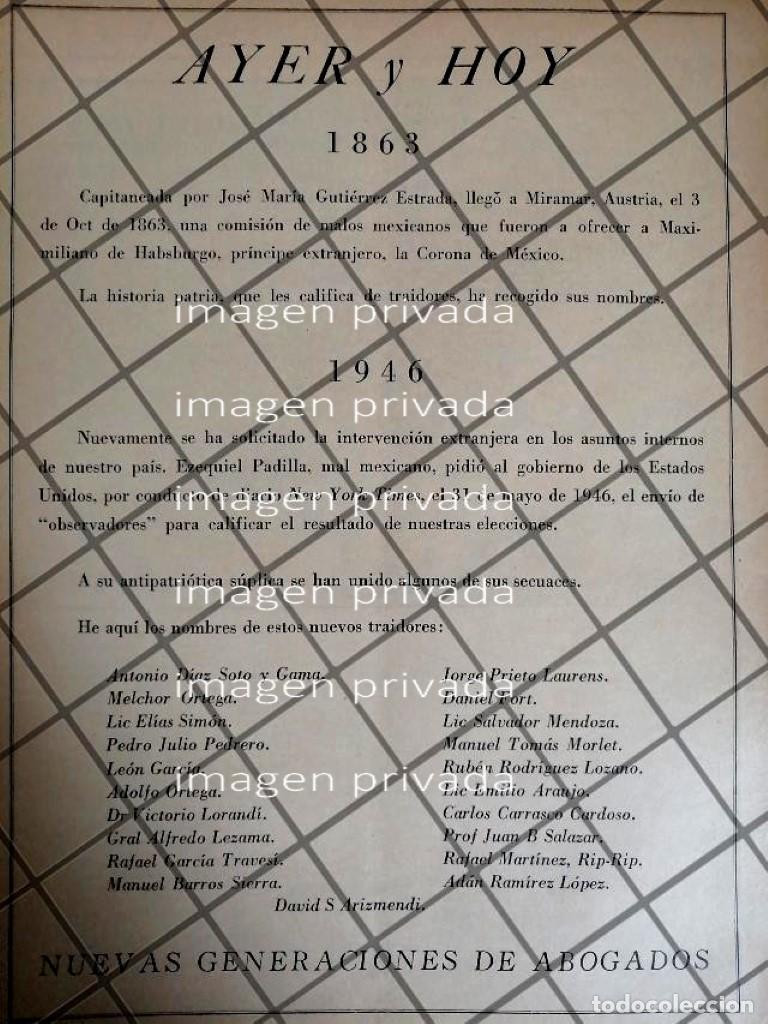 AYER y HOY
1863
Capitaneada por José María Gutiérrez Estrada, llegó a Miramar, Austria, el 3
de Oct de 1863, una comisión de malos mexicanos que fueron a ofrecer a Maxi-
miliano de Habsburgo, príncipe extranjero, la Corona de México.
La historia patria, que les califica de traidores, ha recogido sus nombres.
imagen privada
1946
imagen privada
Nuevamente se ha solicitado la intervención extranjera en los asuntos internos
de nuestro país. Ezequiel Padilla, mal mexicano, pidió al gobierno de los Estados
Unidos, por conducto de diario New York Times, el 31 de mayo de 1946, el envío de
imagen privada
"observadores" para calificar el resultado de nuestras elecciones.
A su antipatriótica súplica se han unido algunos de sus secuaces.
imagen privada
He aquí los nombres de estos nuevos traidores:
Antonio Díaz Soto y Gama. Jorge Prieto Laurens.
imagen privada
Melchor Ortega. Daniel Fort.
Lic Elías Simón. Lic Salvador Mendoza.
Pedro Julio Pedrero. Manuel Tomás Morlet.
León García. Rubén Rodríguez Lozano.
imagen privada
Adolfo Ortega. Lic Emilio Araujo.
Dr Victorio Lorandí. Carlos Carrasco Cardoso.
Gral Alfredo Lezama. Prof Juan B Salazar.
Rafael García Travesí. Rafael Martínez, Rip-Rip.
Manuel Barros Sierra. Adán Ramírez López.
David S Arizmendi.
NUEVAS GENERACIONES DE ABOGADOS
todocoleccion